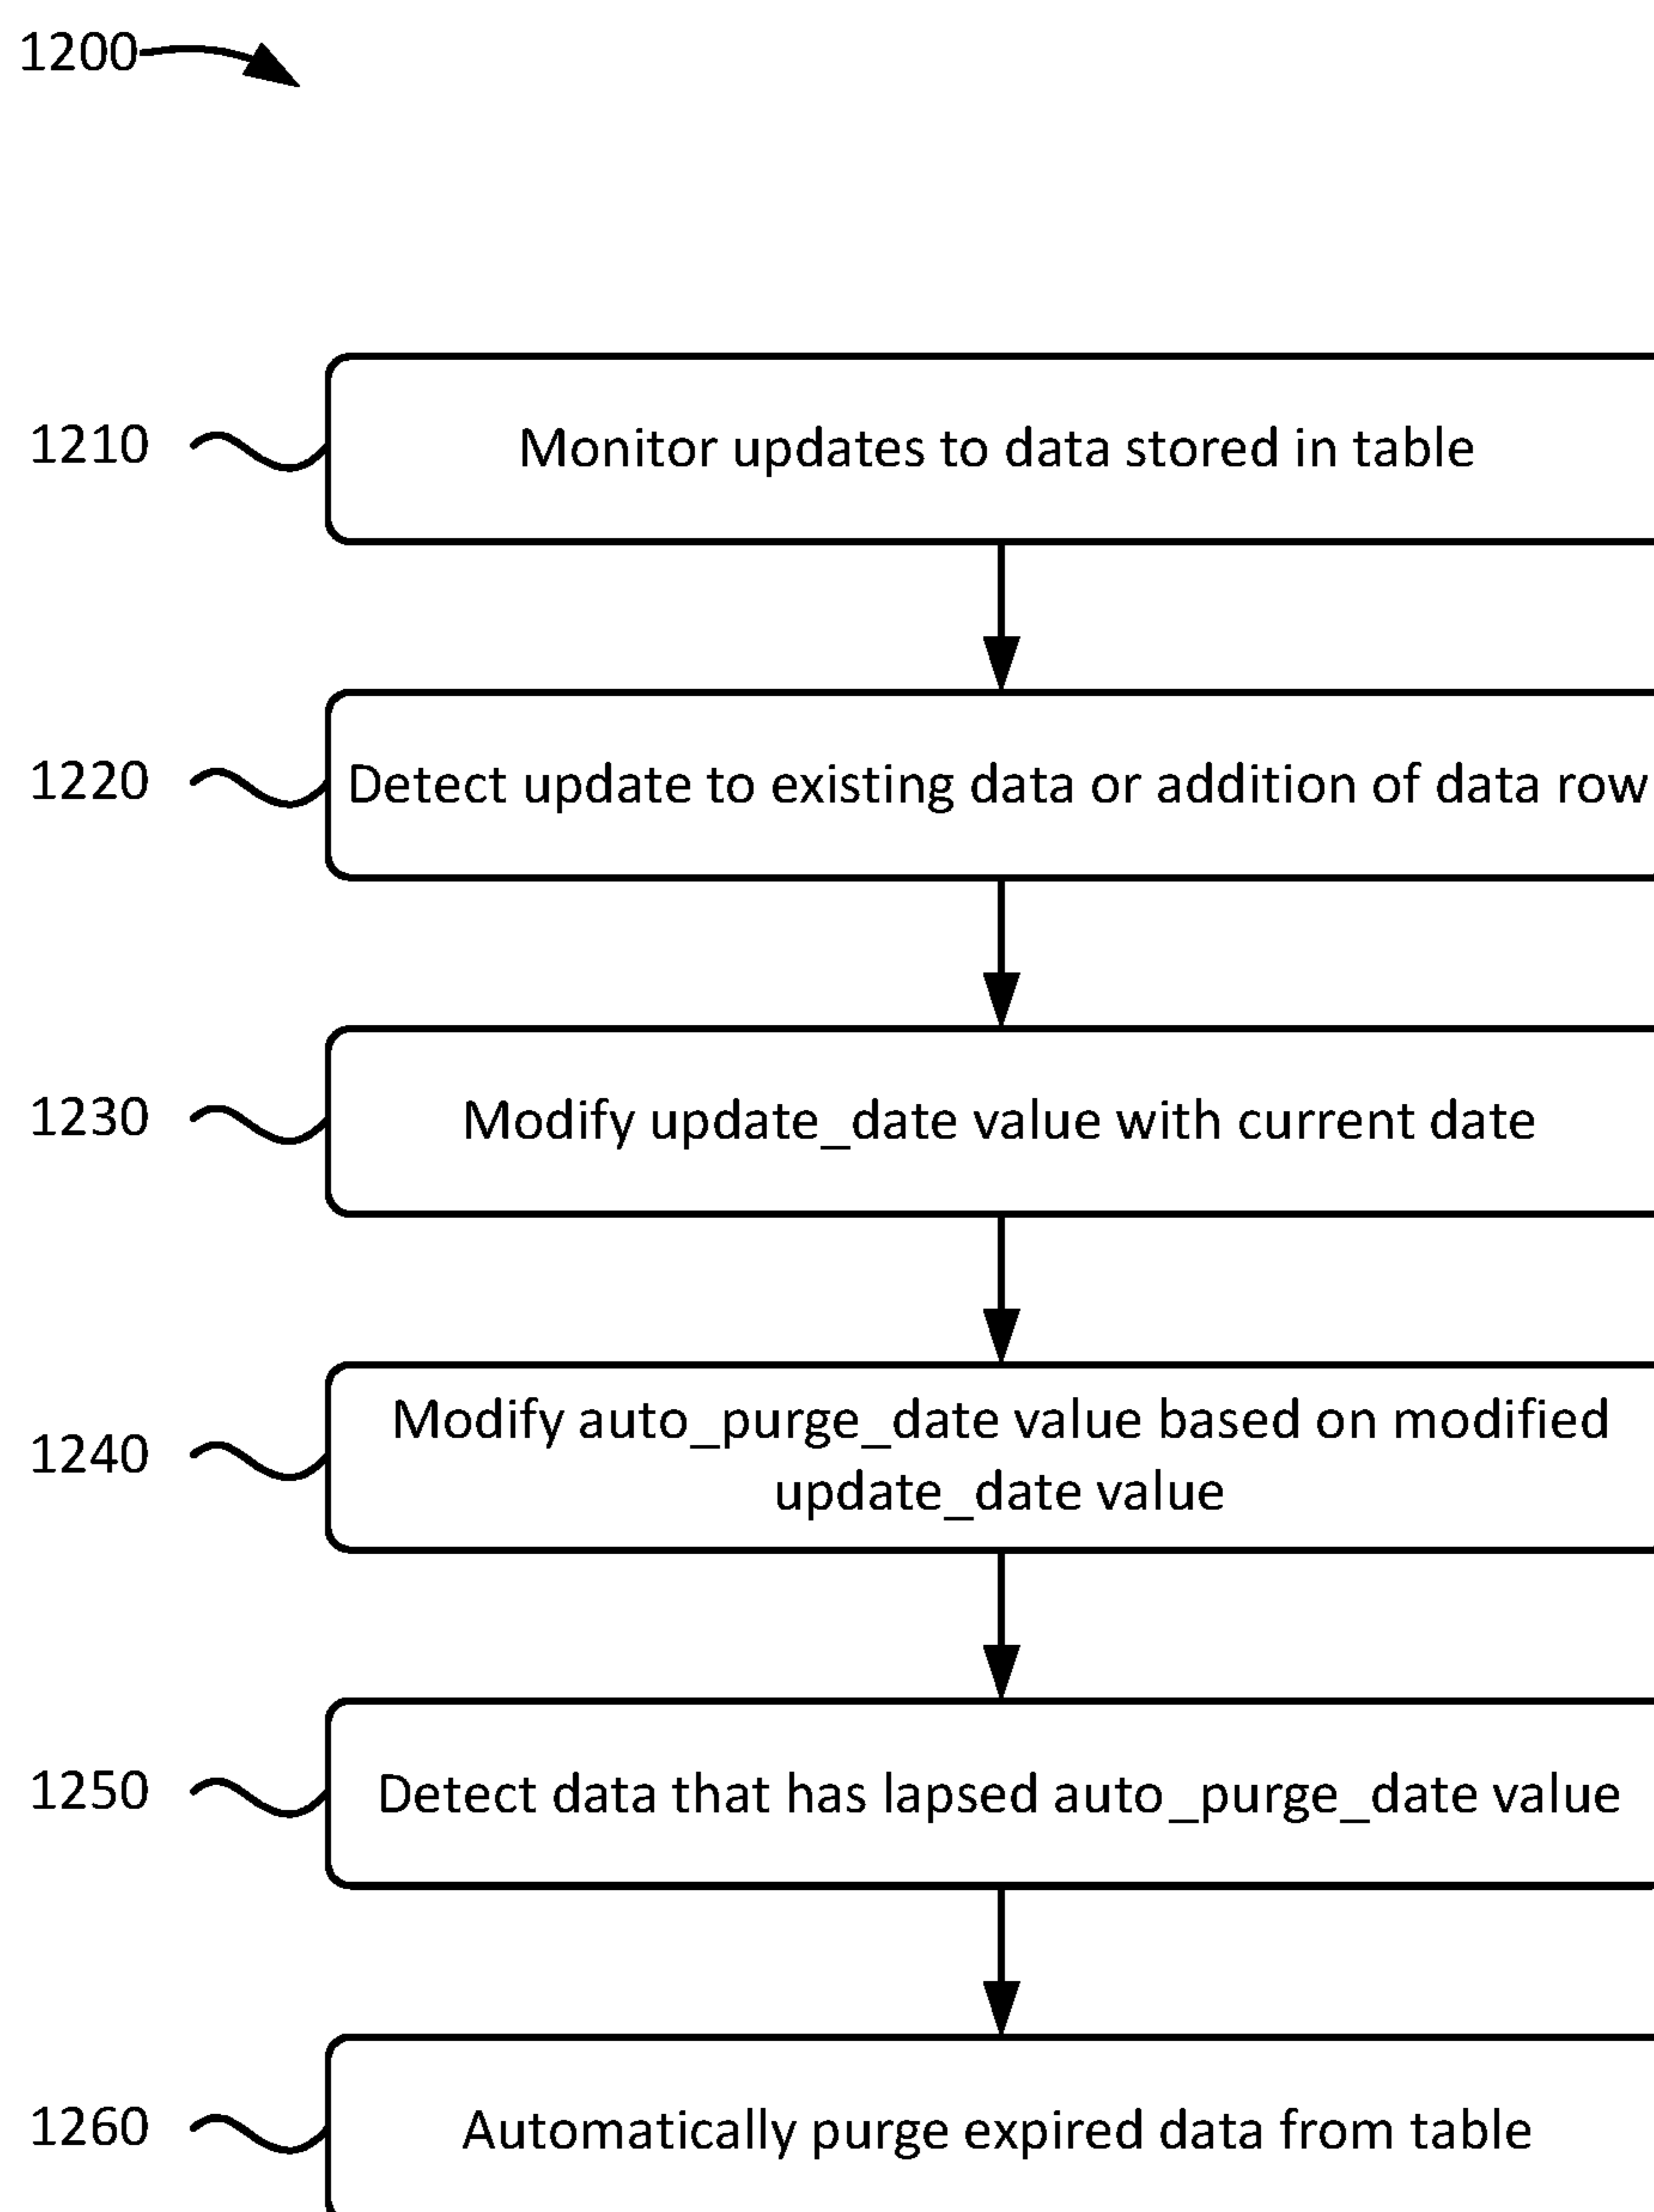 1200
1210 Monitor updates to data stored in table
1220 Detect update to existing data or addition of data row
1230 Modify update_date value with current date
1240 Modify auto_purge_date value based on modified
update_date value
1250 Detect data that has lapsed auto_purge_date value
1260 Automatically purge expired data from table